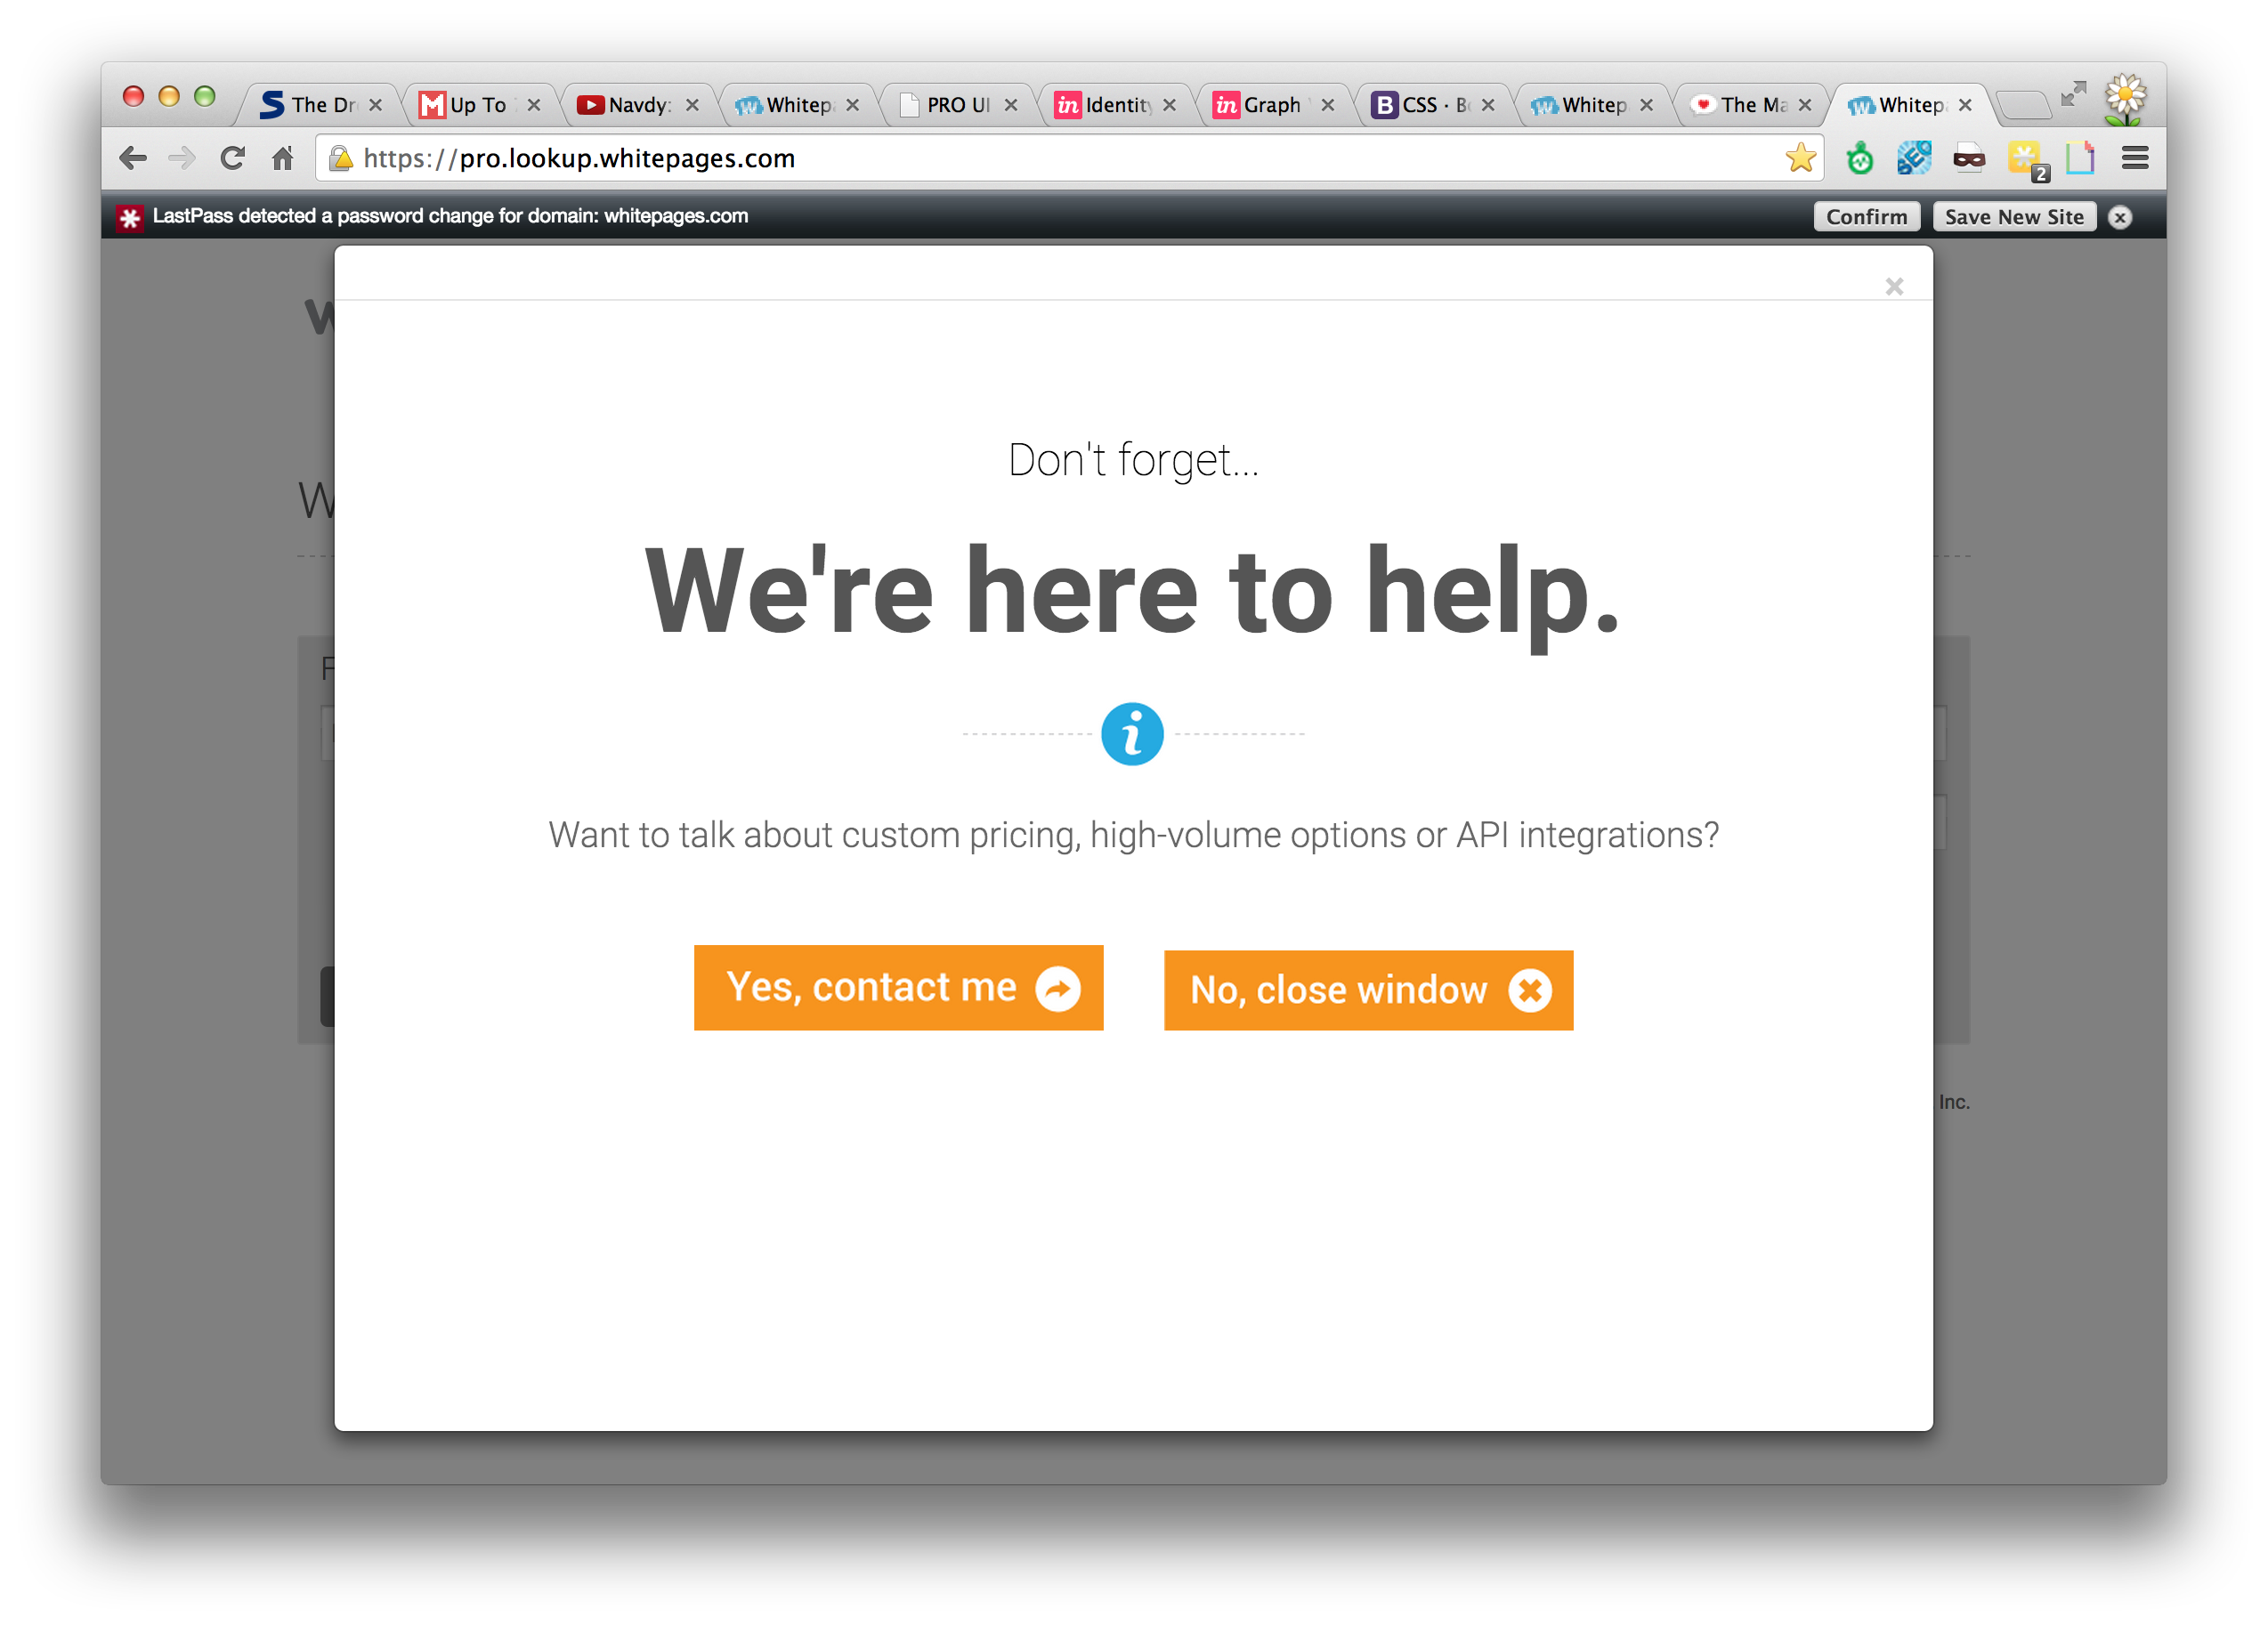 The Dr
Up To
Navdy:
Whitepa
PRO UI
Identity
Graph
CSS · Bo
Whitep
The Ma
Whitepa
https://pro.lookup.whitepages.com
2
LastPass detected a password change for domain: whitepages.com
Confirm
Save New Site
Don't forget...
We're here to help.
Want to talk about custom pricing, high-volume options or API integrations?
Yes, contact me
No, close window
Inc.